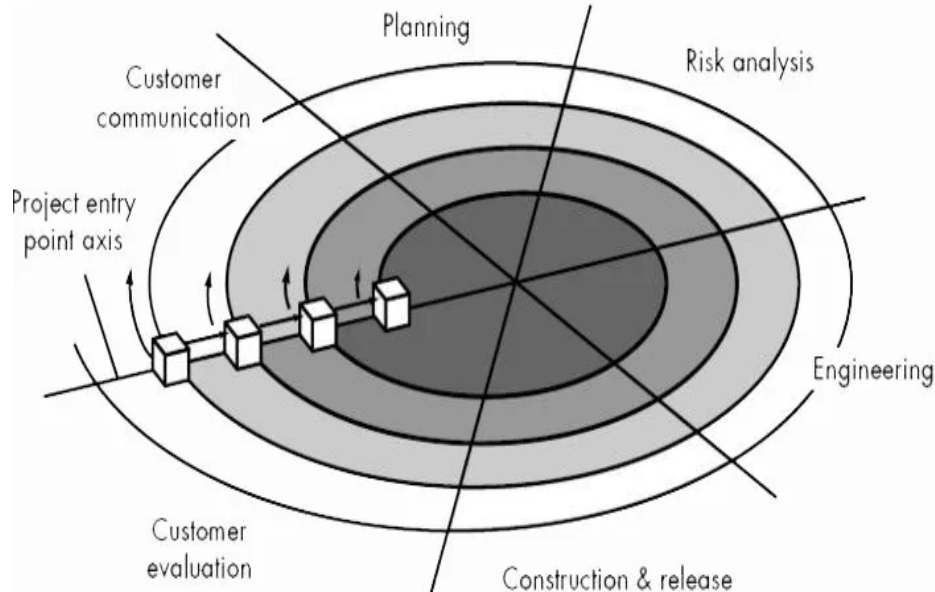 Planning
Risk analysis
Customer
communication
Project entry
point axis
Engineering
Customer
evaluation
Construction & release